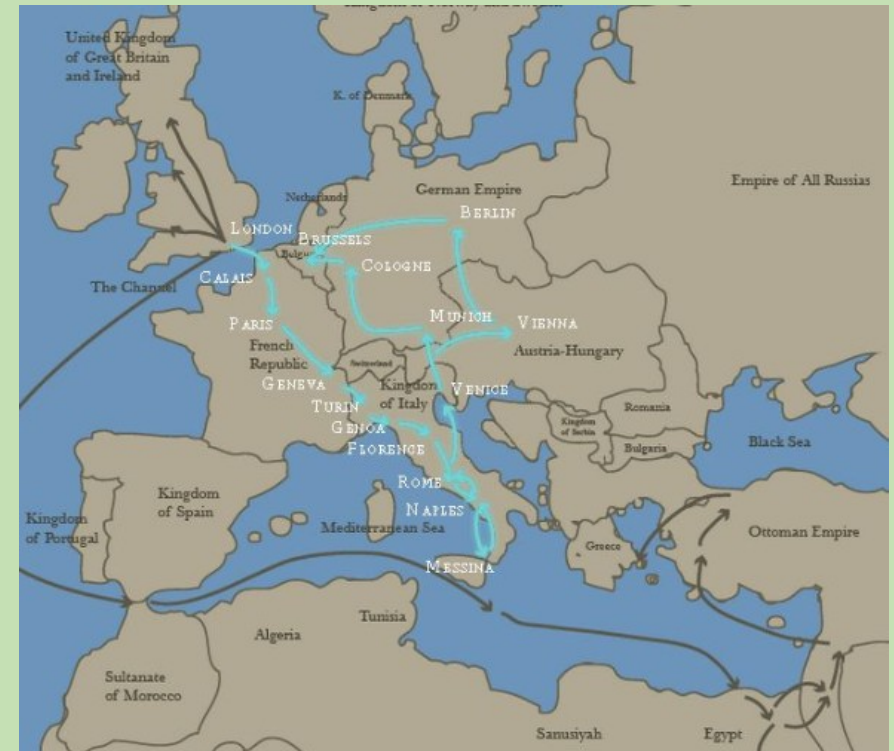 United Kingdom
of Great Britain
and Ireland
K. of Denmark
Empire of All Russias
German Empire
Netherlands
BERLIN
LONDON
BRUSSELS
COLOGNE
CALAIS
The Channel
PARIS
MUNICH
VIENNA
French
Republic
Switzerland
Austria-Hungary
GENEVA
Kingdom
of Italy
VENICE
TURIN
GENOA
FLORENCE
Romania
Kingdom
of Serbia
Bulgaria
Black Sea
ROME
Kingdom
of Spain
NAPLES
Kingdom
of Portugal
Mediterranean Sea
Ottoman Empire
Greece
MESSINA
Tunisia
Algeria
Sultanate
of Morocco
Sanusiyah
Egypt